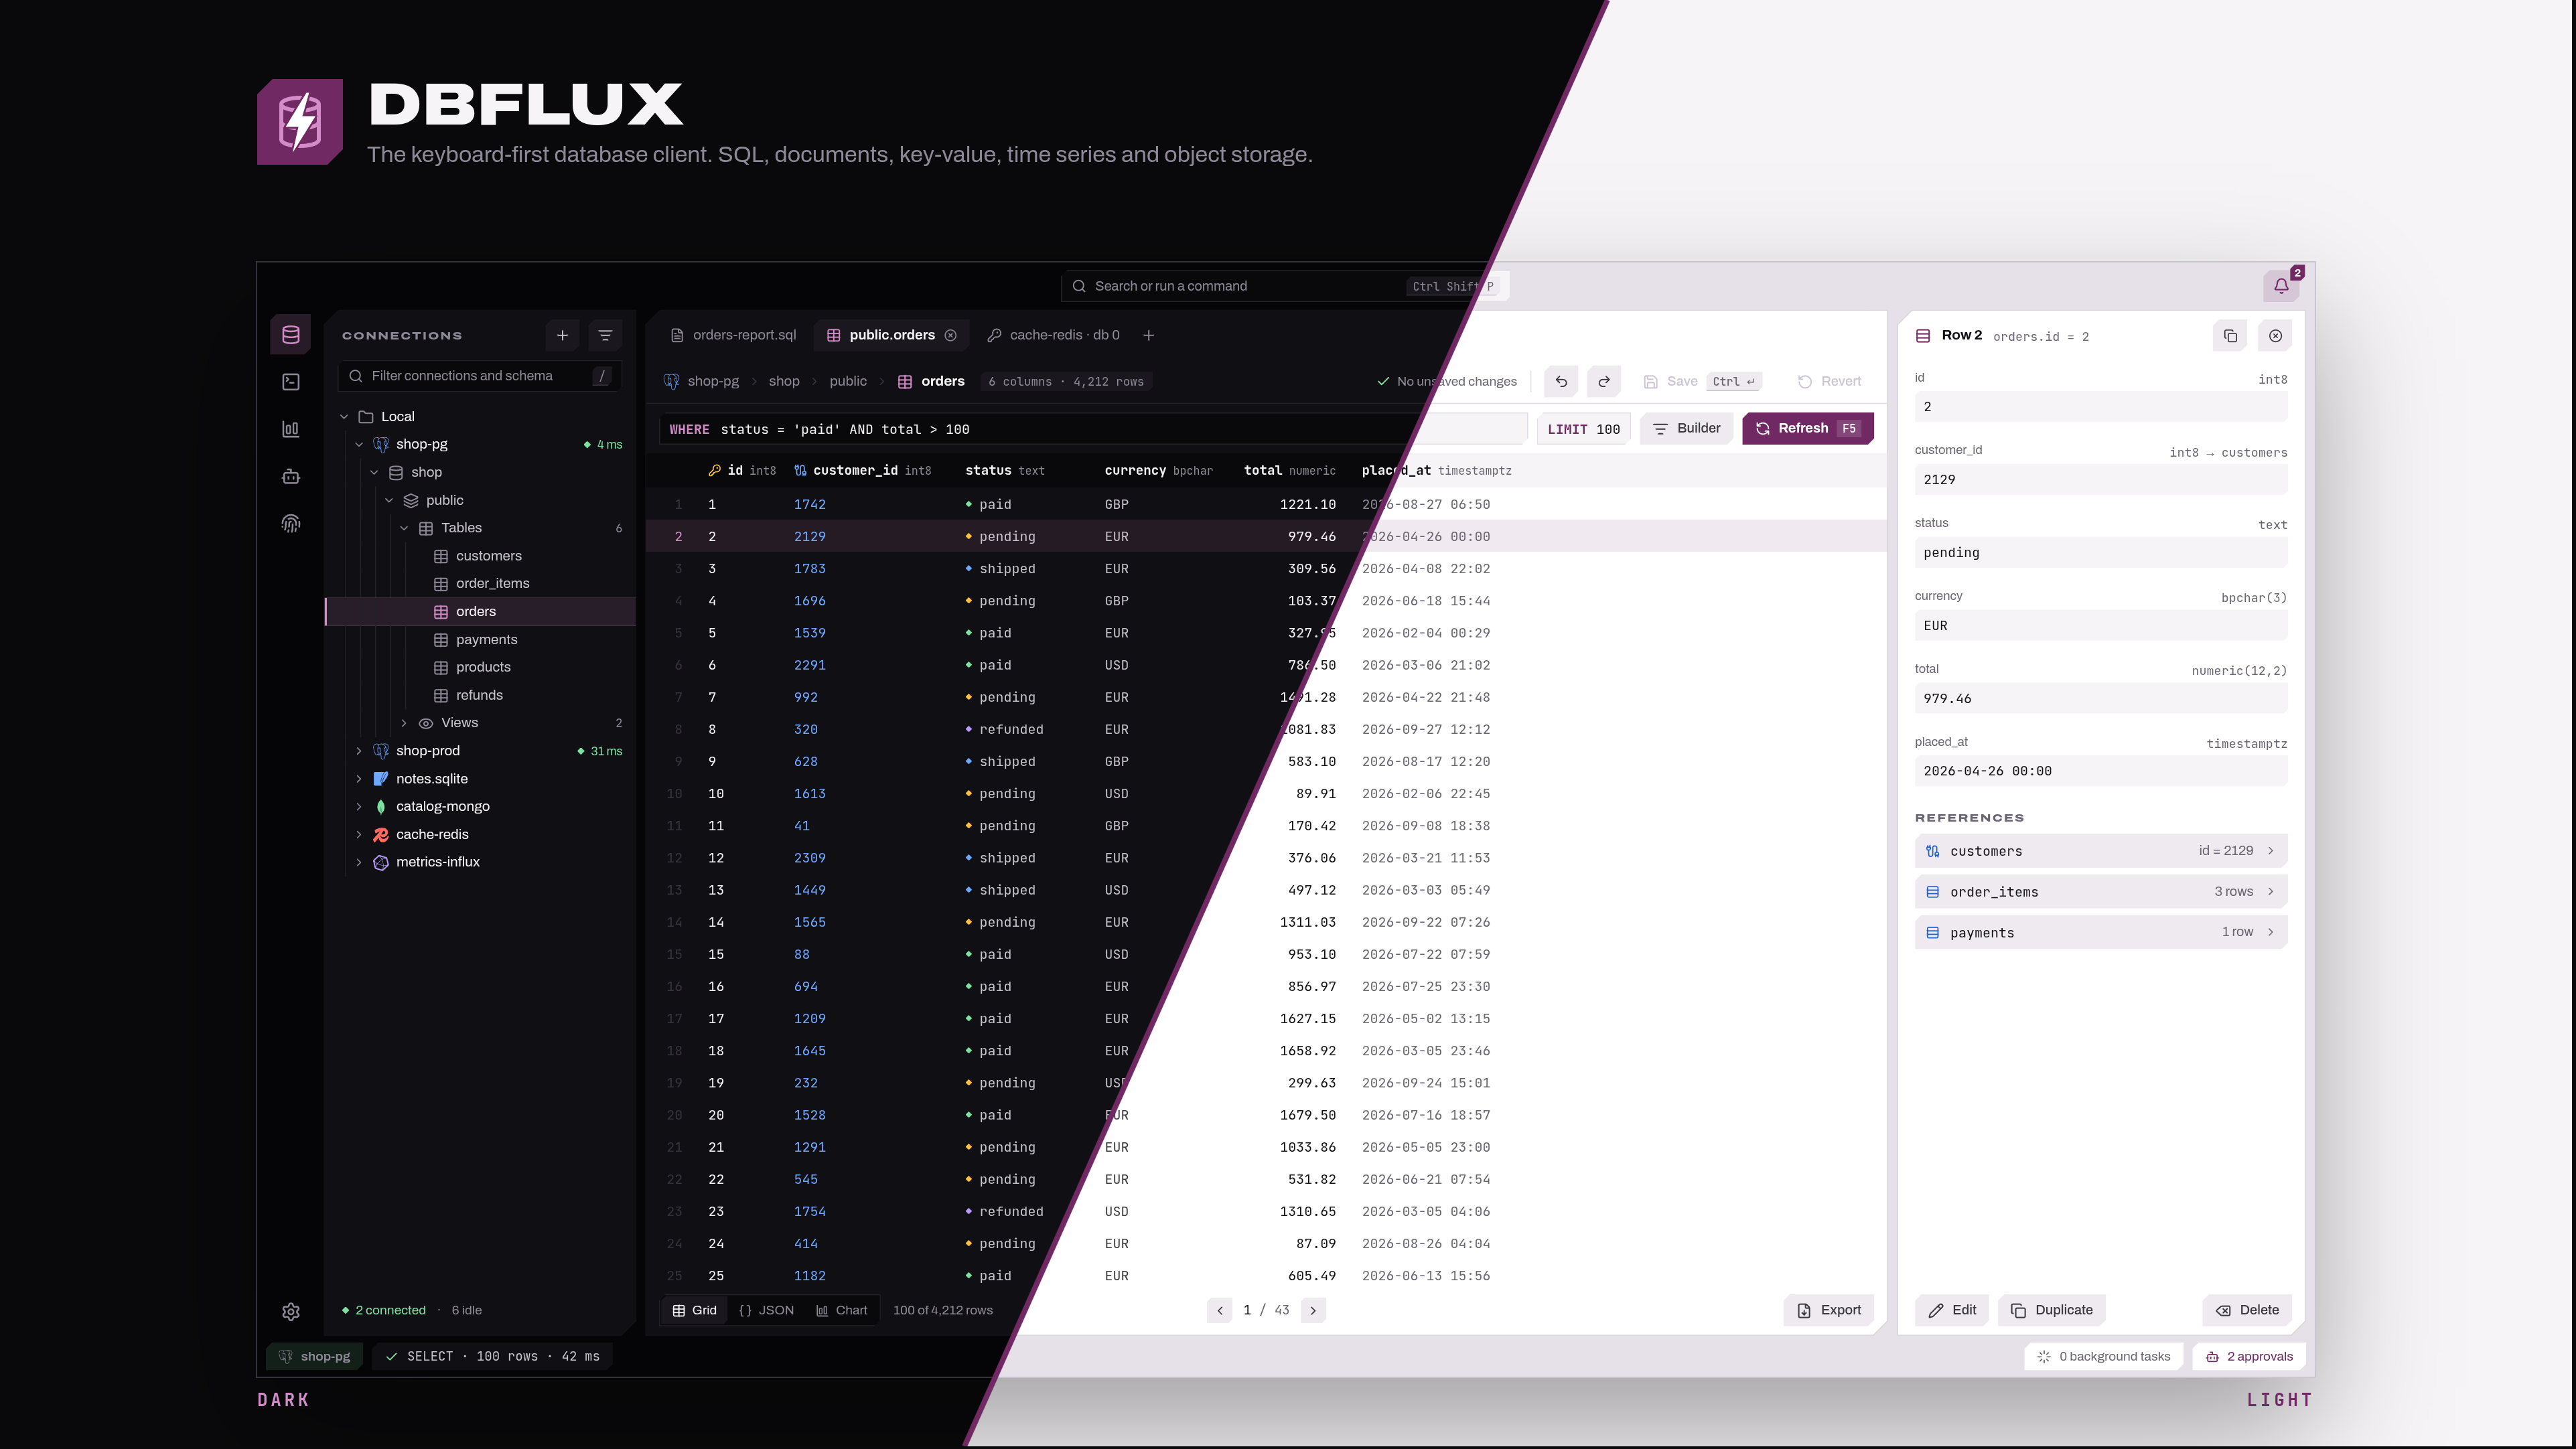 DBFLUX
The keyboard-first database client. SQL, documents, key-value, time series and object storage.
Search or run a command Ctrl Shift P
2
CONNECTIONS
Filter connections and schema /
Local
shop-pg 4 ms
shop
public
Tables 6
customers
order_items
orders
payments
products
refunds
Views 2
shop-prod 31 ms
notes.sqlite
catalog-mongo
cache-redis
metrics-influx
2 connected · 6 idle
orders-report.sql public.orders cache-redis · db 0
shop-pg shop public orders 6 columns · 4,212 rows No unsaved changes Save Ctrl ↵ Revert
WHERE status = 'paid' AND total > 100 LIMIT 100 Builder Refresh F5
id int8 customer_id int8 status text currency bpchar total numeric placed_at timestamptz
1 1 1742 paid GBP 1221.10 2026-08-27 06:50
2 2 2129 pending EUR 979.46 2026-04-26 00:00
3 3 1783 shipped EUR 309.56 2026-04-08 22:02
4 4 1696 pending GBP 103.37 2026-06-18 15:44
5 5 1539 paid EUR 327.95 2026-02-04 00:29
6 6 2291 paid USD 786.50 2026-03-06 21:02
7 7 992 pending EUR 1491.28 2026-04-22 21:48
8 8 320 refunded EUR 2026-09-27 12:12
9 9 628 shipped GBP 583.10 2026-08-17 12:20
10 10 1613 pending USD 89.91 2026-02-06 22:45
11 11 41 pending GBP 170.42 2026-09-08 18:38
12 12 2309 shipped EUR 376.06 2026-03-21 11:53
13 13 1449 shipped USD 497.12 2026-03-03 05:49
14 14 1565 pending EUR 1311.03 2026-09-22 07:26
15 15 88 paid USD 953.10 2026-07-22 07:59
16 16 694 paid EUR 856.97 2026-07-25 23:30
17 17 1209 paid EUR 1627.15 2026-05-02 13:15
18 18 1645 paid EUR 1658.92 2026-03-05 23:46
19 19 232 pending USD 299.63 2026-09-24 15:01
20 20 1528 paid EUR 1679.50 2026-07-16 18:57
21 21 1291 pending EUR 1033.86 2026-05-05 23:00
22 22 545 pending EUR 531.82 2026-06-21 07:54
23 23 1754 refunded USD 1310.65 2026-03-05 04:06
24 24 414 pending EUR 87.09 2026-08-26 04:04
25 25 1182 paid EUR 605.49 2026-06-13 15:56
Grid {} JSON Chart 100 of 4,212 rows 1 / 43 Export
Row 2 orders.id = 2
id int8
2
customer_id int8 → customers
2129
status text
pending
currency bpchar(3)
EUR
total numeric(12,2)
979.46
placed_at timestamptz
2026-04-26 00:00
REFERENCES
customers id = 2129
order_items 3 rows
payments 1 row
Edit Duplicate Delete
shop-pg SELECT · 100 rows · 42 ms 0 background tasks 2 approvals
DARK LIGHT